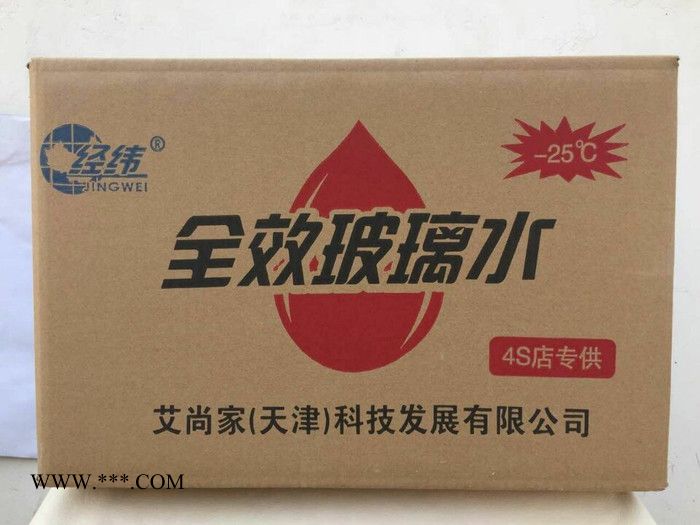 经纬®
JINGWEI
-25℃
全效玻璃水
4S店专供
艾尚家(天津)科技发展有限公司
WWW.***.COM